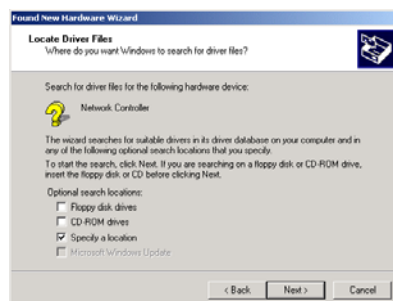 Found New Hardware Wizard
Locate Driver Files
Where do you want Windows to search for driver files?
Search for driver files for the following hardware device:
Network Controller
The wizard searches for suitable drivers in its driver database on your computer and in
any of the following optional search locations that you specify.
To start the search, click Next. If you are searching on a floppy disk or CD-ROM drive,
insert the floppy disk or CD before clicking Next.
Optional search locations:
Floppy disk drives
CD-ROM drives
Specify a location
Microsoft Windows Update
< Back Next > Cancel